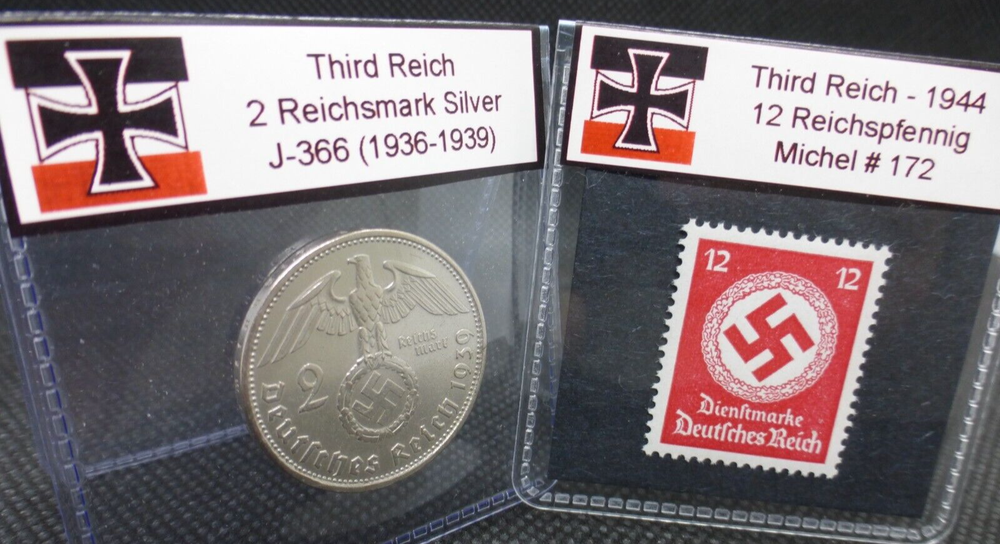 Third Reich
2 Reichsmark Silver
J-366 (1936-1939)
Third Reich - 1944
12 Reichspfennig
Michel # 172
Reichs
mark
2
Deutsches Reich 1939
12 12
Dienstmarke
Deutsches Reich